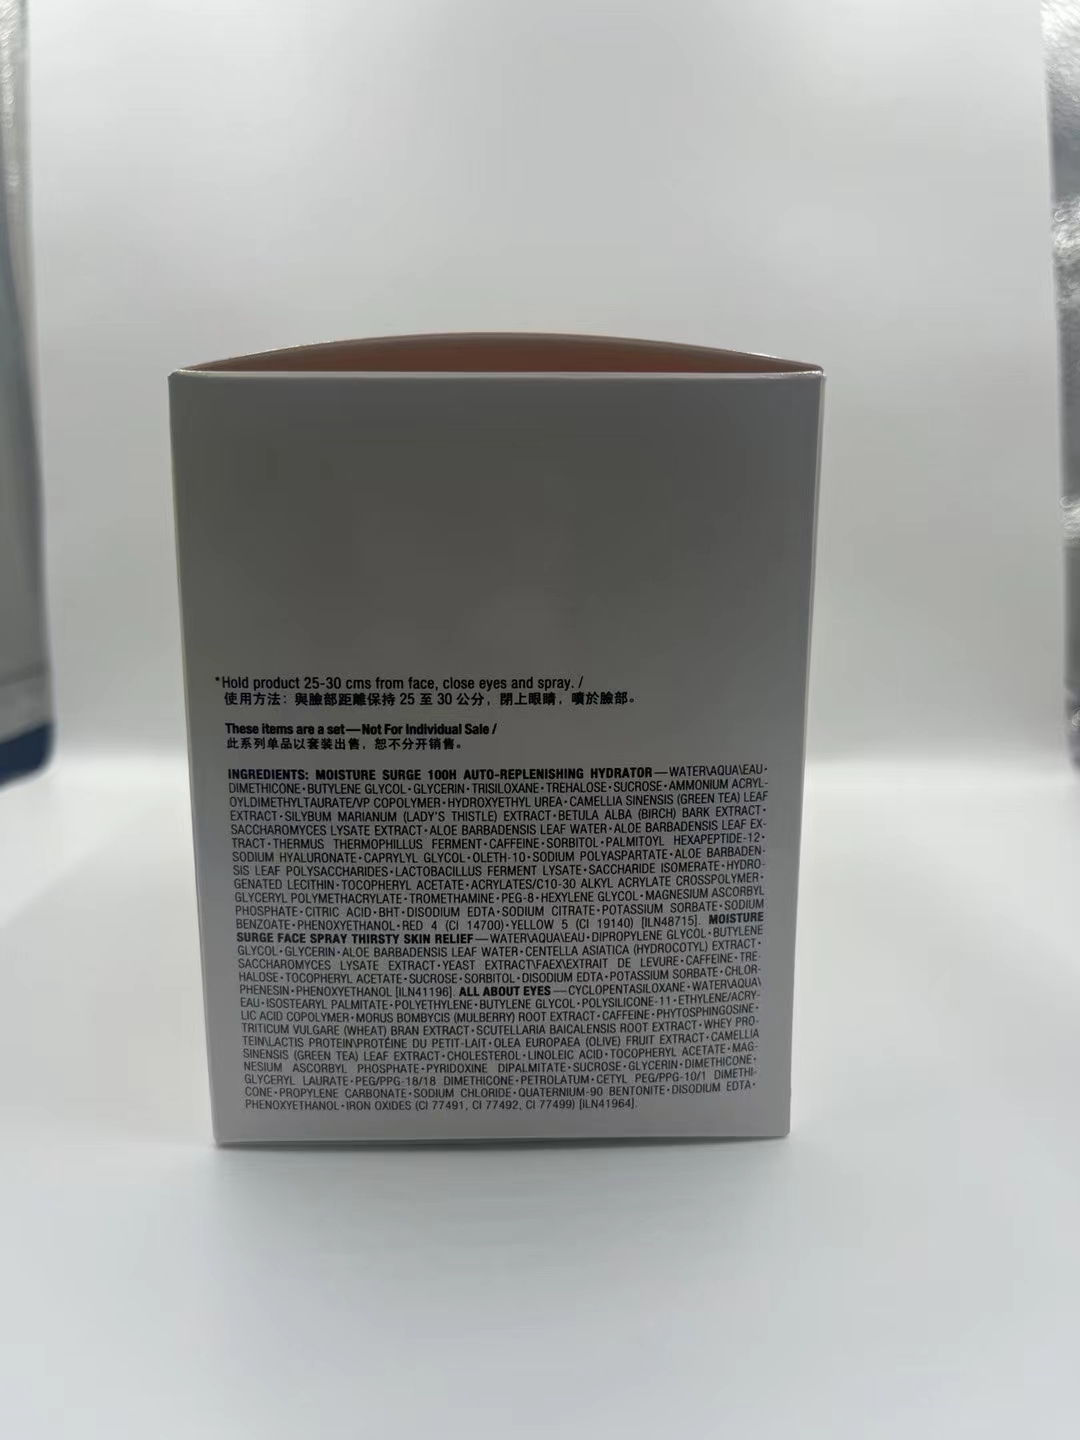 *Hold product 25-30 cms from face, close eyes and spray. /
使用方法：與臉部距離保持 25 至 30 公分，閉上眼睛，噴於臉部。
These items are a set—Not For Individual Sale /
此系列单品以套装出售，恕不分开销售。
INGREDIENTS: MOISTURE SURGE 100H AUTO-REPLENISHING HYDRATOR—WATER\AQUA\EAU•
DIMETHICONE•BUTYLENE GLYCOL•GLYCERIN•TRISILOXANE•TREHALOSE•SUCROSE•AMMONIUM ACRYL-
OYLDIMETHYLTAURATE/VP COPOLYMER•HYDROXYETHYL UREA•CAMELLIA SINENSIS (GREEN TEA) LEAF
EXTRACT•SILYBUM MARIANUM (LADY'S THISTLE) EXTRACT•BETULA ALBA (BIRCH) BARK EXTRACT•
SACCHAROMYCES LYSATE EXTRACT•ALOE BARBADENSIS LEAF WATER•ALOE BARBADENSIS LEAF EX-
TRACT•THERMUS THERMOPHILLUS FERMENT•CAFFEINE•SORBITOL•PALMITOYL HEXAPEPTIDE-12•
SODIUM HYALURONATE•CAPRYLYL GLYCOL•OLETH-10•SODIUM POLYASPARTATE•ALOE BARBADEN-
SIS LEAF POLYSACCHARIDES•LACTOBACILLUS FERMENT LYSATE•SACCHARIDE ISOMERATE•HYDRO-
GENATED LECITHIN•TOCOPHERYL ACETATE•ACRYLATES/C10-30 ALKYL ACRYLATE CROSSPOLYMER•
GLYCERYL POLYMETHACRYLATE•TROMETHAMINE•PEG-8•HEXYLENE GLYCOL•MAGNESIUM ASCORBYL
PHOSPHATE•CITRIC ACID•BHT•DISODIUM EDTA•SODIUM CITRATE•POTASSIUM SORBATE•SODIUM
BENZOATE•PHENOXYETHANOL•RED 4 (CI 14700)•YELLOW 5 (CI 19140) [ILN48715]. MOISTURE
SURGE FACE SPRAY THIRSTY SKIN RELIEF—WATER\AQUA\EAU•DIPROPYLENE GLYCOL•BUTYLENE
GLYCOL•GLYCERIN•ALOE BARBADENSIS LEAF WATER•CENTELLA ASIATICA (HYDROCOTYL) EXTRACT•
SACCHAROMYCES LYSATE EXTRACT•YEAST EXTRACT\FAEX\EXTRAIT DE LEVURE•CAFFEINE•TRE-
HALOSE•TOCOPHERYL ACETATE•SUCROSE•SORBITOL•DISODIUM EDTA•POTASSIUM SORBATE•CHLOR-
PHENESIN•PHENOXYETHANOL [ILN41196]. ALL ABOUT EYES—CYCLOPENTASILOXANE•WATER\AQUA\
EAU•ISOSTEARYL PALMITATE•POLYETHYLENE•BUTYLENE GLYCOL•POLYSILICONE-11•ETHYLENE/ACRY-
LIC ACID COPOLYMER•MORUS BOMBYCIS (MULBERRY) ROOT EXTRACT•CAFFEINE•PHYTOSPHINGOSINE•
TRITICUM VULGARE (WHEAT) BRAN EXTRACT•SCUTELLARIA BAICALENSIS ROOT EXTRACT•WHEY PRO-
TEIN\LACTIS PROTEIN\PROTÉINE DU PETIT-LAIT•OLEA EUROPAEA (OLIVE) FRUIT EXTRACT•CAMELLIA
SINENSIS (GREEN TEA) LEAF EXTRACT•CHOLESTEROL•LINOLEIC ACID•TOCOPHERYL ACETATE•MAG-
NESIUM ASCORBYL PHOSPHATE•PYRIDOXINE DIPALMITATE•SUCROSE•GLYCERIN•DIMETHICONE•
GLYCERYL LAURATE•PEG/PPG-18/18 DIMETHICONE•PETROLATUM•CETYL PEG/PPG-10/1 DIMETHI-
CONE•PROPYLENE CARBONATE•SODIUM CHLORIDE•QUATERNIUM-90 BENTONITE•DISODIUM EDTA•
PHENOXYETHANOL•IRON OXIDES (CI 77491, CI 77492, CI 77499) [ILN41964].